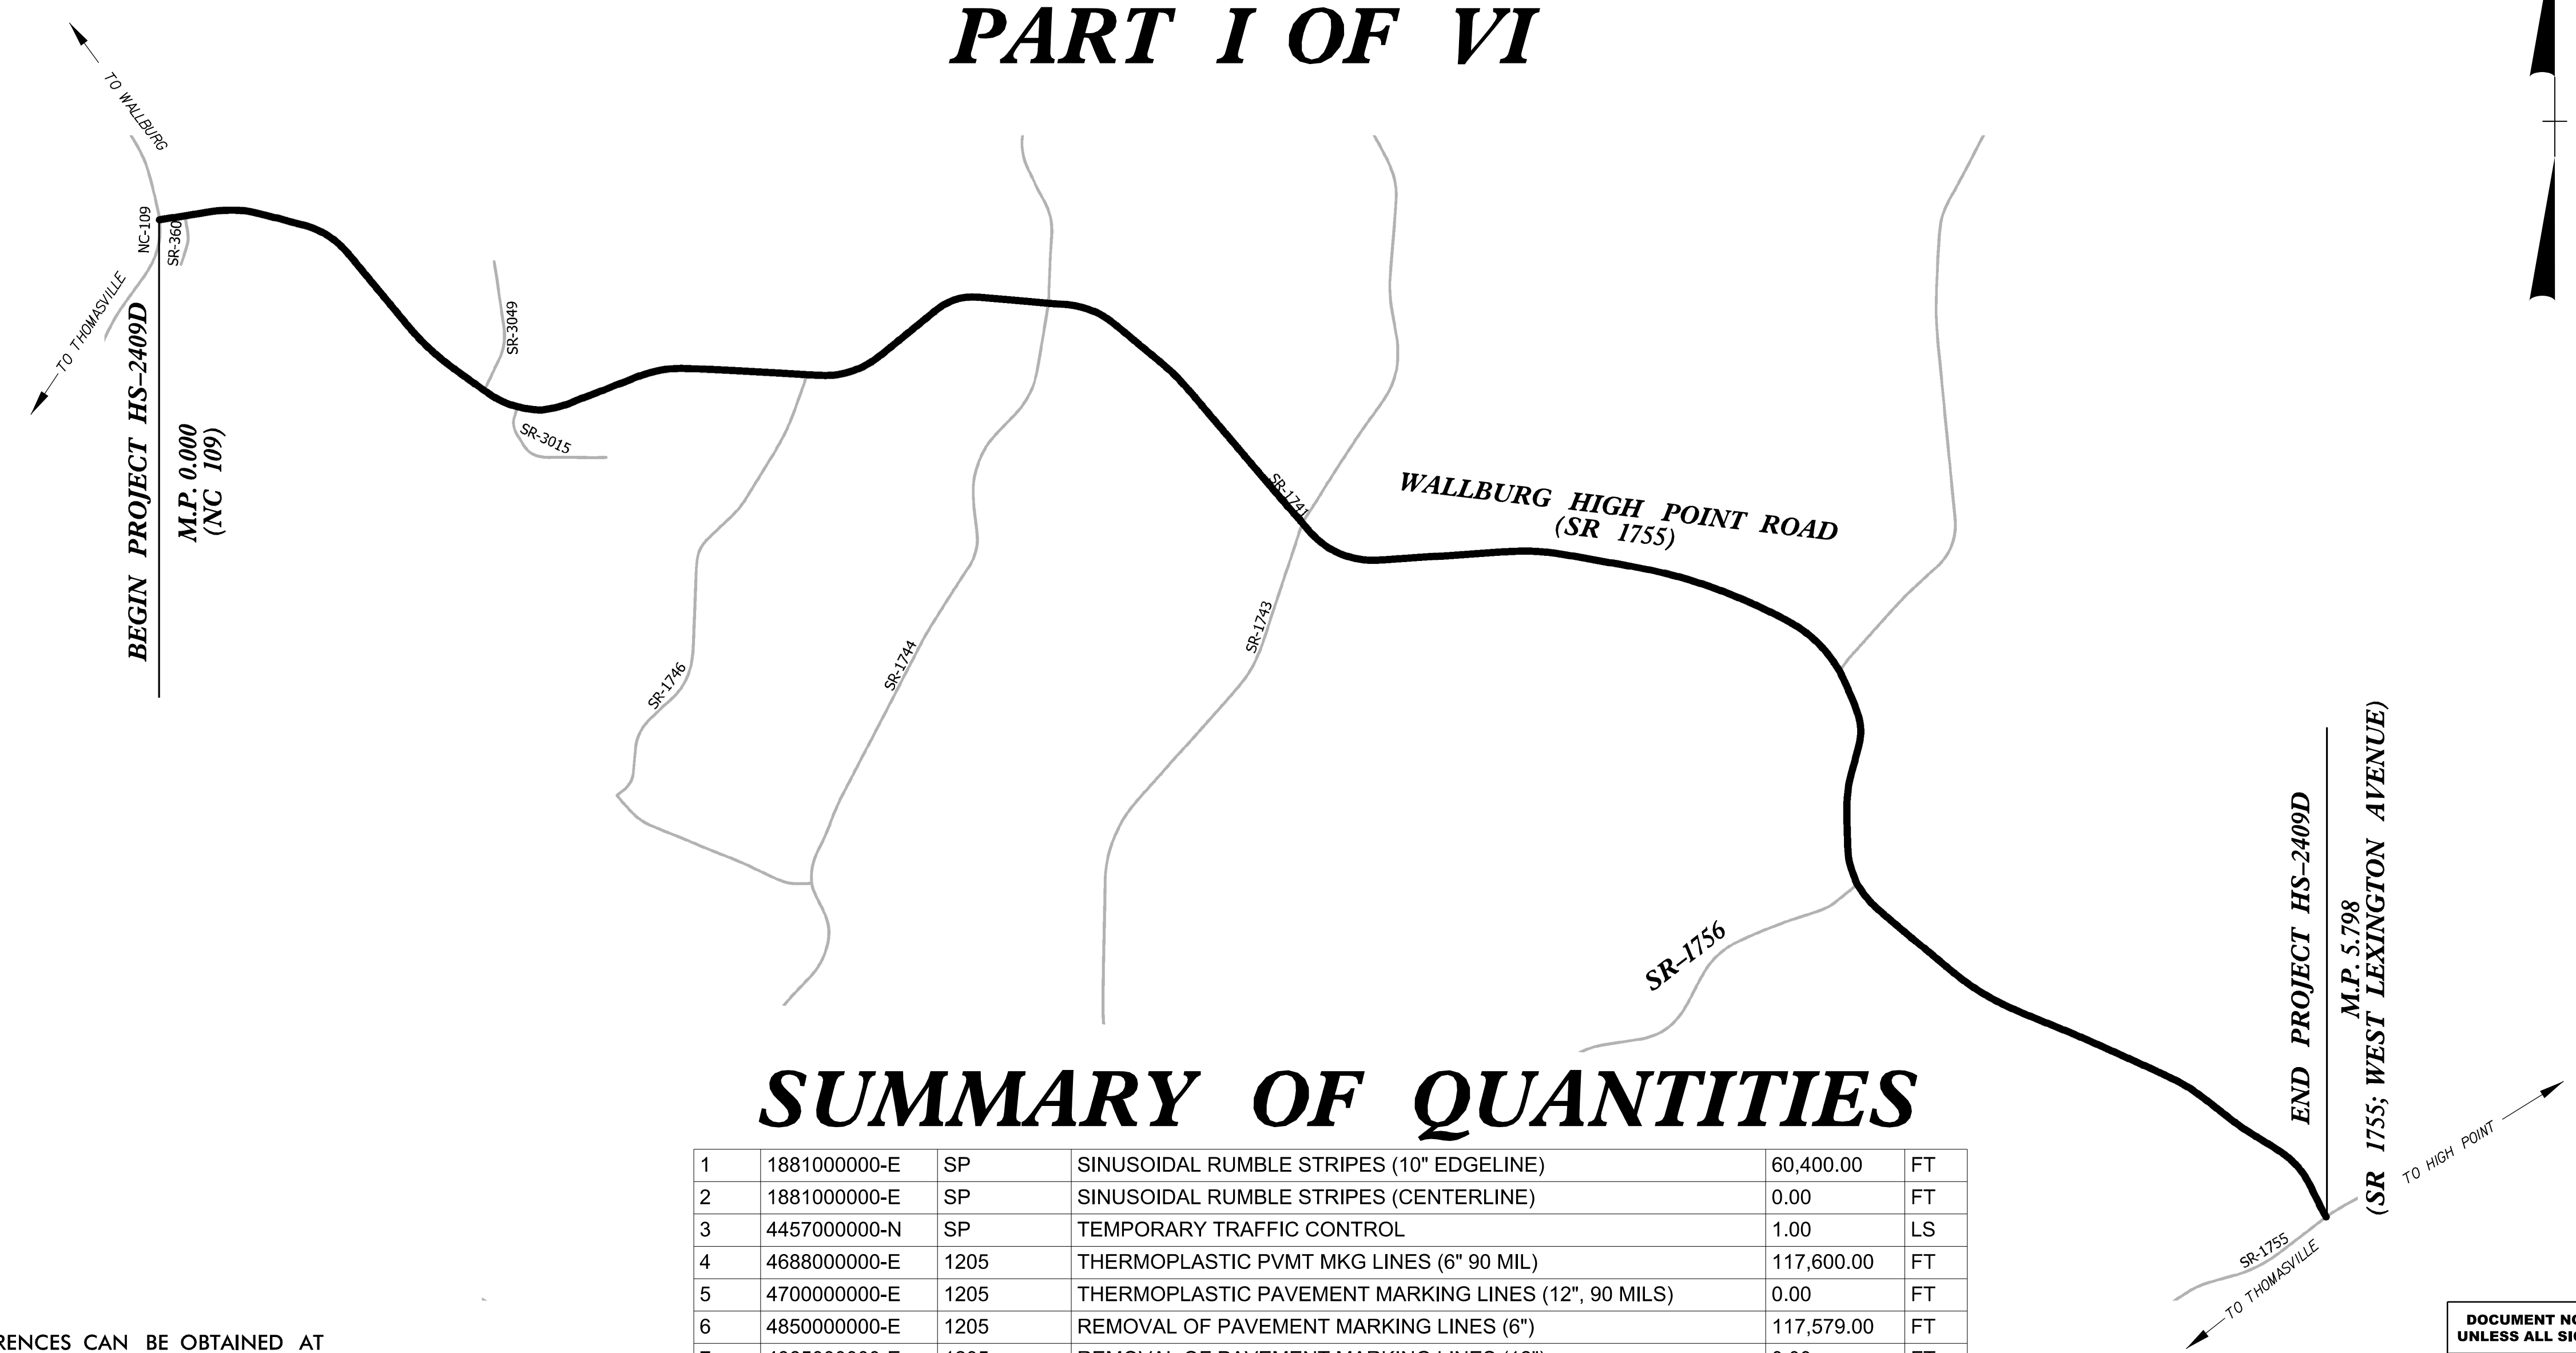 PART I OF VI
TO WALLBURG
NC-109
SR-360
TO THOMASVILLE
BEGIN PROJECT HS-2409D
M.P. 0.000
(NC 109)
SR-3049
SR-3015
SR-1746
SR-1744
SR-1741
SR-1743
WALLBURG HIGH POINT ROAD
(SR 1755)
SR-1756
END PROJECT HS-2409D
M.P. 5.798
(SR 1755; WEST LEXINGTON AVENUE)
TO HIGH POINT
SR-1755
TO THOMASVILLE
SUMMARY OF QUANTITIES
1 1881000000-E SP SINUSOIDAL RUMBLE STRIPES (10" EDGELINE) 60,400.00 FT
2 1881000000-E SP SINUSOIDAL RUMBLE STRIPES (CENTERLINE) 0.00 FT
3 4457000000-N SP TEMPORARY TRAFFIC CONTROL 1.00 LS
4 4688000000-E 1205 THERMOPLASTIC PVMT MKG LINES (6" 90 MIL) 117,600.00 FT
5 4700000000-E 1205 THERMOPLASTIC PAVEMENT MARKING LINES (12", 90 MILS) 0.00 FT
6 4850000000-E 1205 REMOVAL OF PAVEMENT MARKING LINES (6") 117,579.00 FT
RENCES CAN BE OBTAINED AT
DOCUMENT NO
UNLESS ALL SI